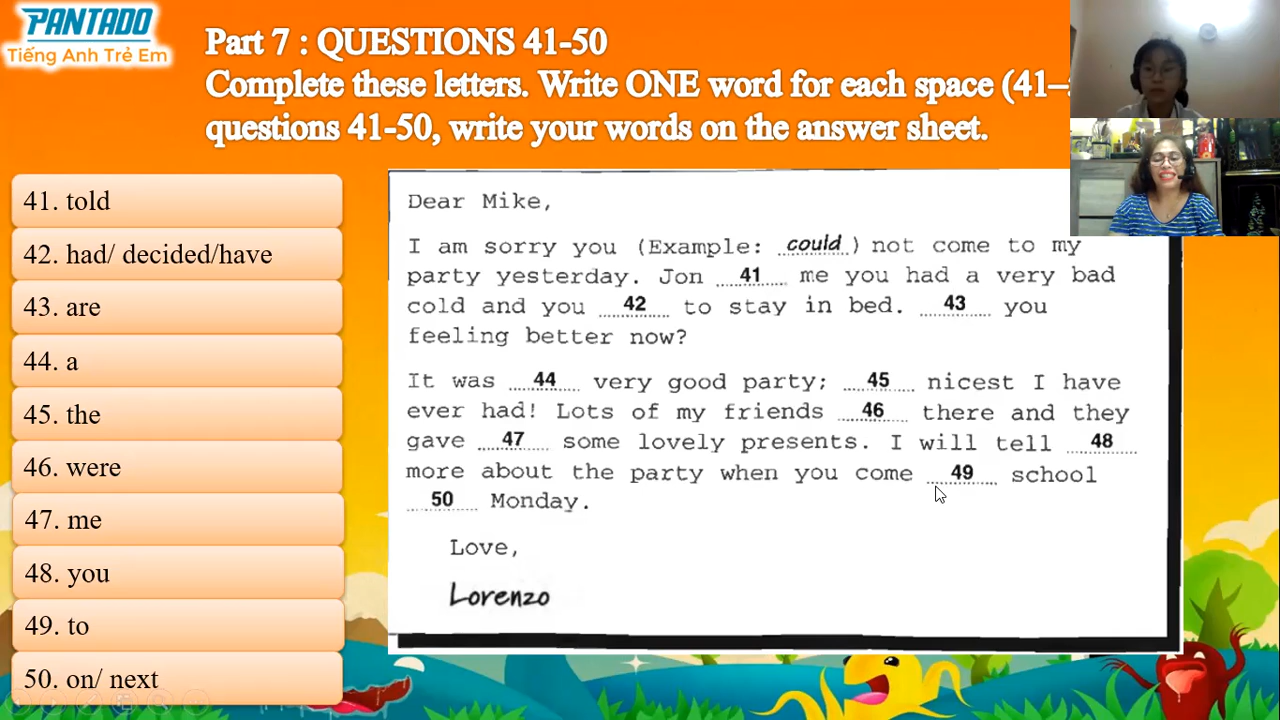 PANTADO
Tiếng Anh Trẻ Em
Part 7 : QUESTIONS 41-50
Complete these letters. Write ONE word for each space (41–
questions 41-50, write your words on the answer sheet.
41. told
42. had/ decided/have
43. are
44. a
45. the
46. were
47. me
48. you
49. to
50. on/ next
Dear Mike,
I am sorry you (Example: could) not come to my
party yesterday. Jon 41 me you had a very bad
cold and you 42 to stay in bed. 43 you
feeling better now?
It was 44 very good party; 45 nicest I have
ever had! Lots of my friends 46 there and they
gave 47 some lovely presents. I will tell 48
more about the party when you come 49 school
50 Monday.
Love,
Lorenzo